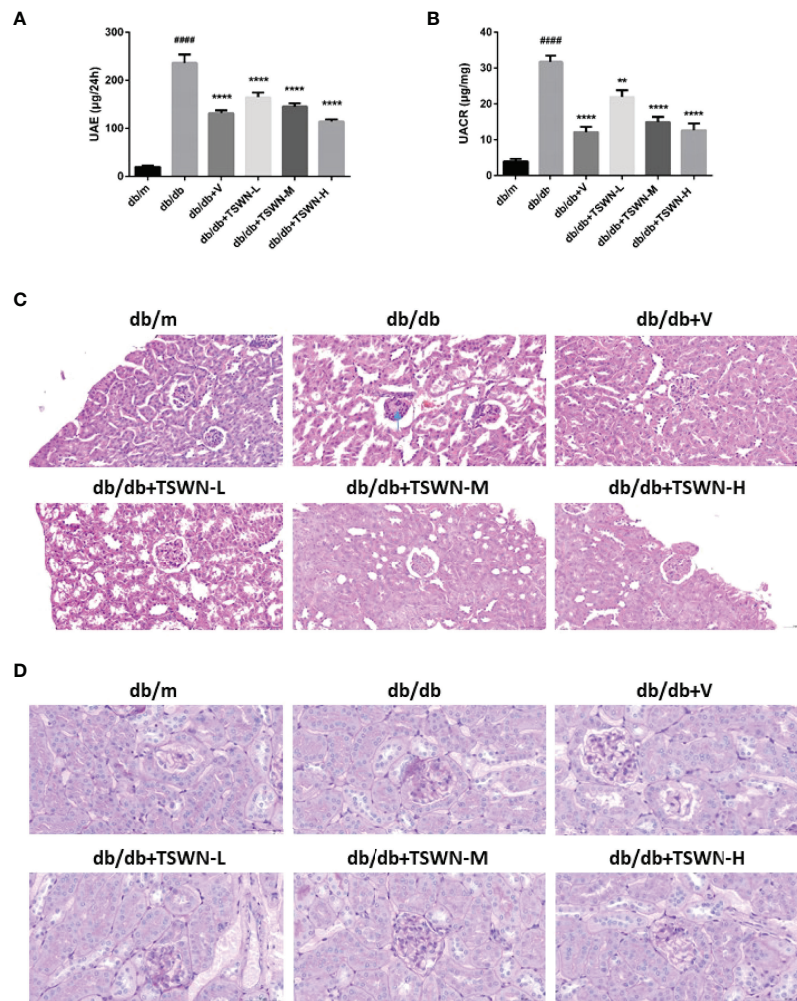 A
UAE (µg/24h)
300
200
100
0
####
****
****
****
****
db/m
db/db
db/db+V
db/db+TSWN-L
db/db+TSWN-M
db/db+TSWN-H
B
UACR (µg/mg)
40
30
20
10
0
####
****
**
****
****
db/m
db/db
db/db+V
db/db+TSWN-L
db/db+TSWN-M
db/db+TSWN-H
C
db/m db/db db/db+V
db/db+TSWN-L db/db+TSWN-M db/db+TSWN-H
D
db/m db/db db/db+V
db/db+TSWN-L db/db+TSWN-M db/db+TSWN-H